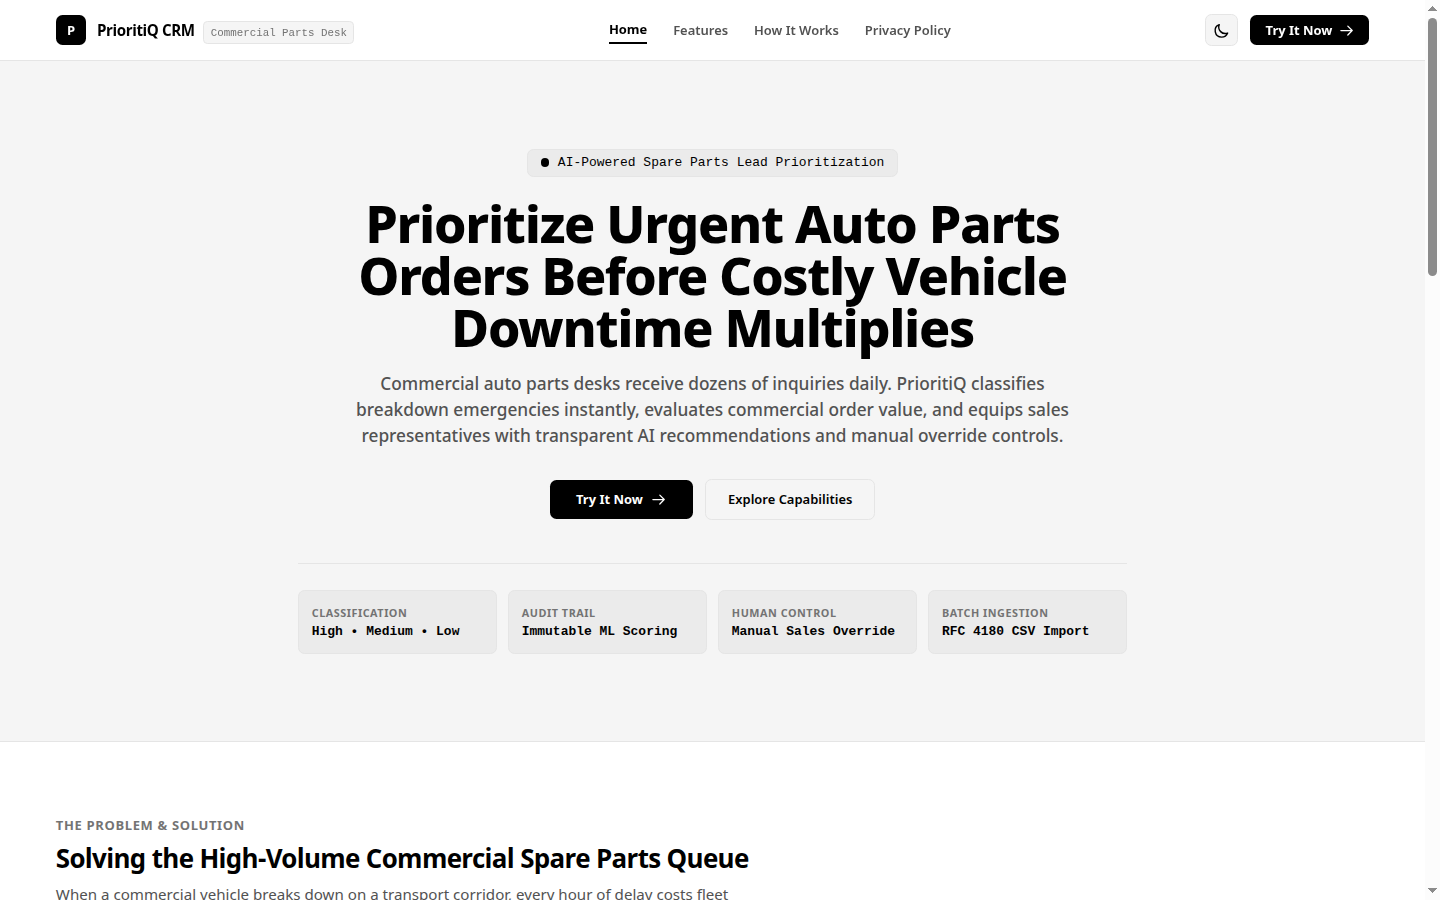 P PrioritiQ CRM Commercial Parts Desk Home Features How It Works Privacy Policy Try It Now →
AI-Powered Spare Parts Lead Prioritization
Prioritize Urgent Auto Parts
Orders Before Costly Vehicle
Downtime Multiplies
Commercial auto parts desks receive dozens of inquiries daily. PrioritiQ classifies
breakdown emergencies instantly, evaluates commercial order value, and equips sales
representatives with transparent AI recommendations and manual override controls.
Try It Now → Explore Capabilities
CLASSIFICATION
High • Medium • Low
AUDIT TRAIL
Immutable ML Scoring
HUMAN CONTROL
Manual Sales Override
BATCH INGESTION
RFC 4180 CSV Import
THE PROBLEM & SOLUTION
Solving the High-Volume Commercial Spare Parts Queue
When a commercial vehicle breaks down on a transport corridor, every hour of delay costs fleet